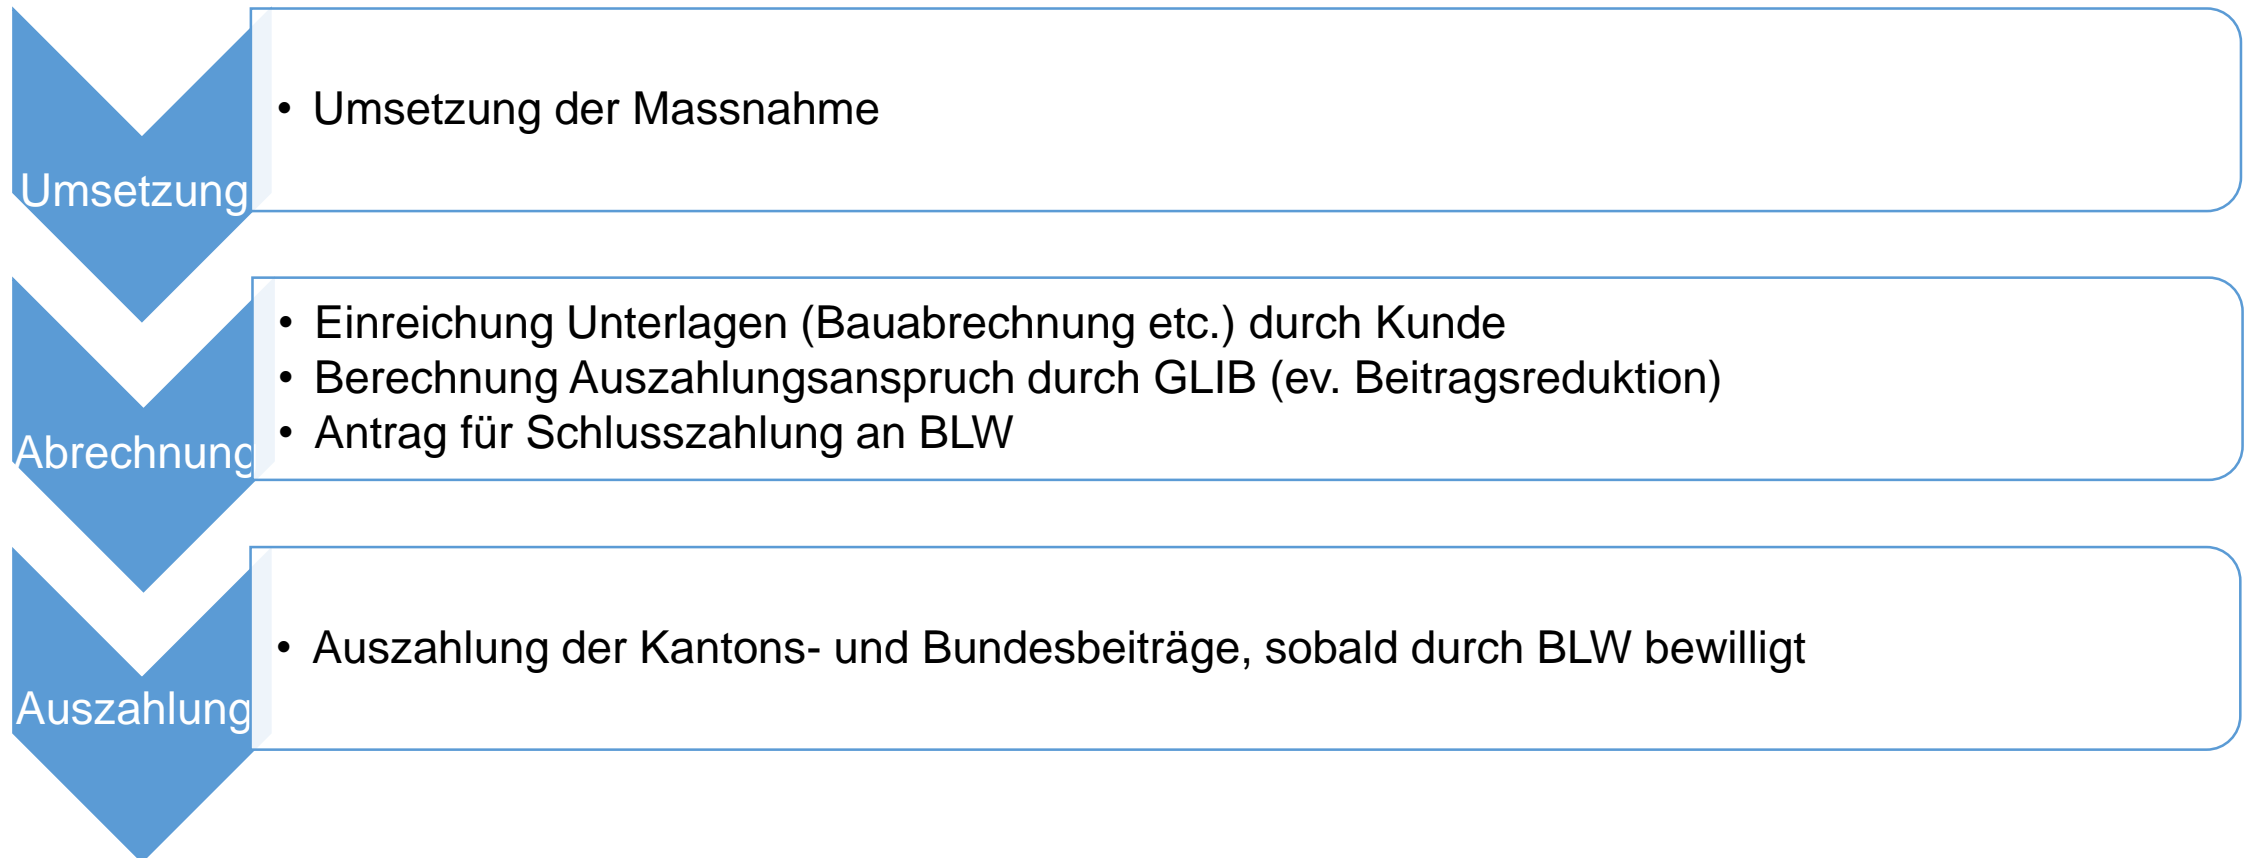 Umsetzung
• Umsetzung der Massnahme
Abrechnung
• Einreichung Unterlagen (Bauabrechnung etc.) durch Kunde
• Berechnung Auszahlungsanspruch durch GLIB (ev. Beitragsreduktion)
• Antrag für Schlusszahlung an BLW
Auszahlung
• Auszahlung der Kantons- und Bundesbeiträge, sobald durch BLW bewilligt